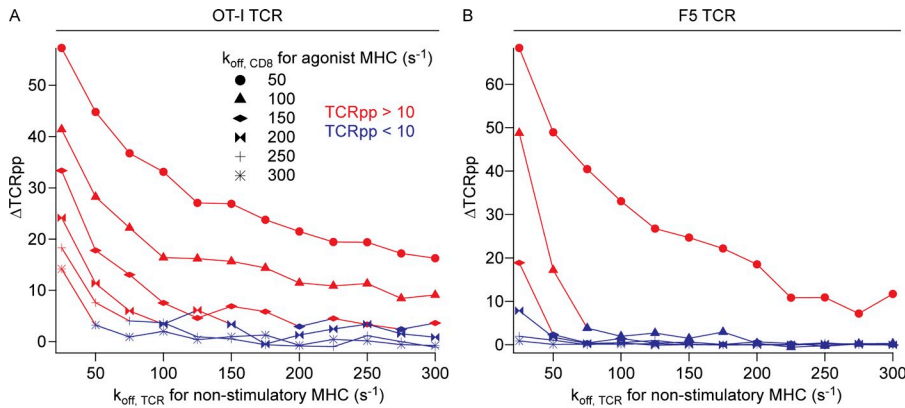 A
OT-I TCR
k_off, CD8 for agonist MHC (s⁻¹)
50
100
150
200
250
300
TCRpp > 10
TCRpp < 10
ΔTCRpp
50
40
30
20
10
0
50
100
150
200
250
300
k_off, TCR for non-stimulatory MHC (s⁻¹)
B
F5 TCR
ΔTCRpp
60
50
40
30
20
10
0
50
100
150
200
250
300
k_off, TCR for non-stimulatory MHC (s⁻¹)